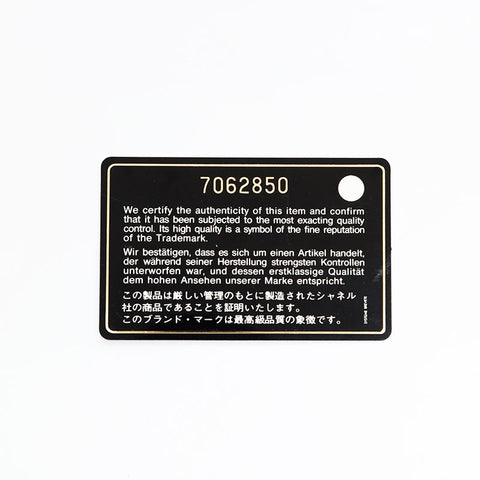 7062850
We certify the authenticity of this item and confirm
that it has been subjected to the most exacting quality
control. Its high quality is a symbol of the fine reputation
of the Trademark.
Wir bestätigen, dass es sich um einen Artikel handelt,
der während seiner Herstellung strengsten Kontrollen
unterworfen war, und dessen erstklassige Qualität
dem hohen Ansehen unserer Marke entspricht.
この製品は厳しい管理のもとに製造されたシャネル
社の商品であることを証明いたします。
このブランド・マークは最高級品質の象徴です。